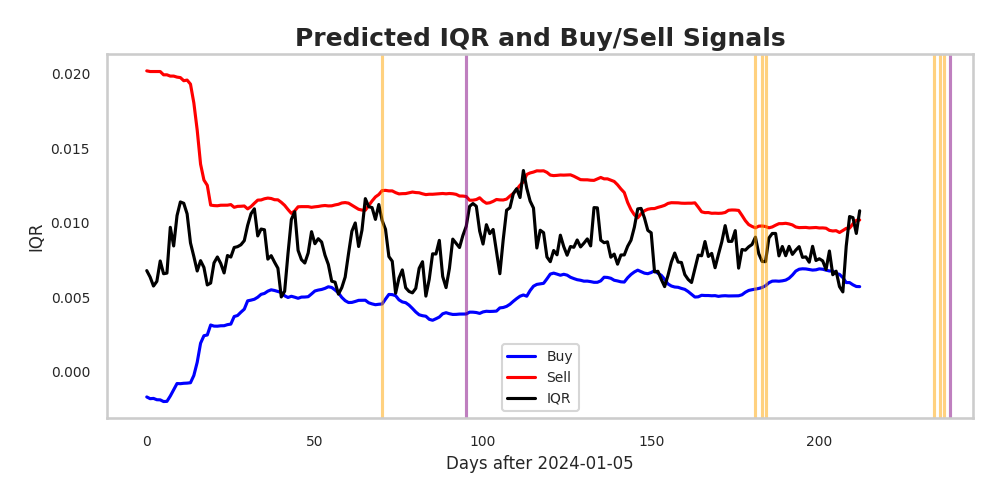 Predicted IQR and Buy/Sell Signals
0.020
0.015
0.010
0.005
0.000
IQR
Buy
Sell
IQR
0
50
100
150
200
Days after 2024-01-05